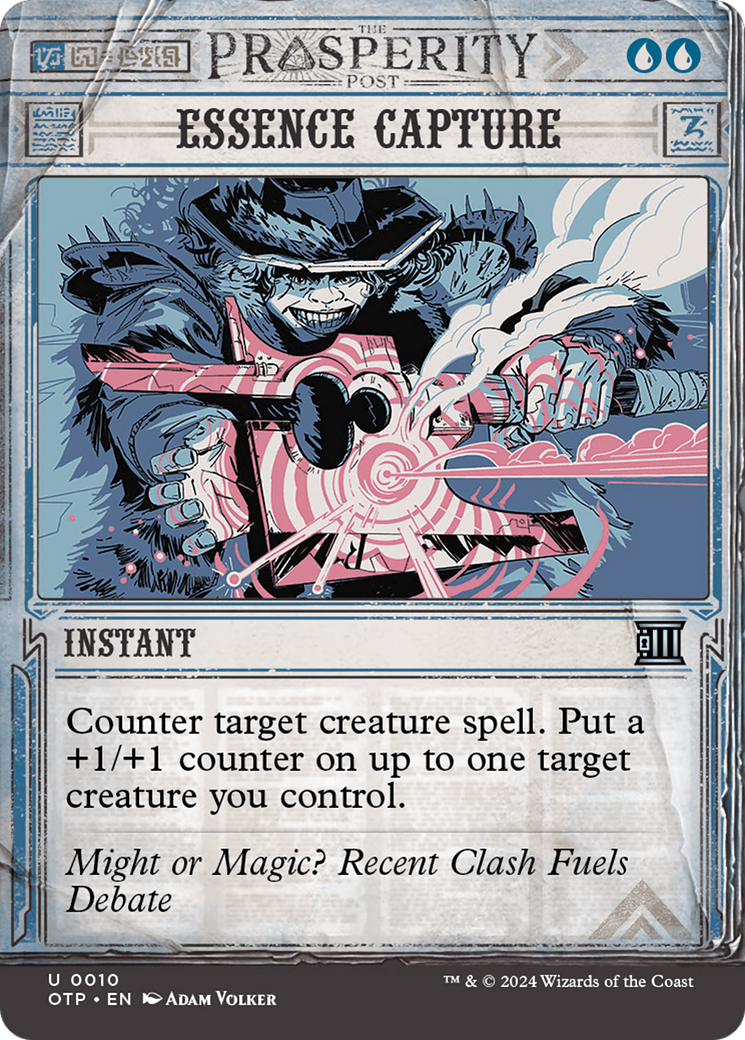 THE
PROSPERITY
POST
ESSENCE CAPTURE
INSTANT
Counter target creature spell. Put a
+1/+1 counter on up to one target
creature you control.
Might or Magic? Recent Clash Fuels
Debate
U 0010
OTP • EN ADAM VOLKER
™ & © 2024 Wizards of the Coast